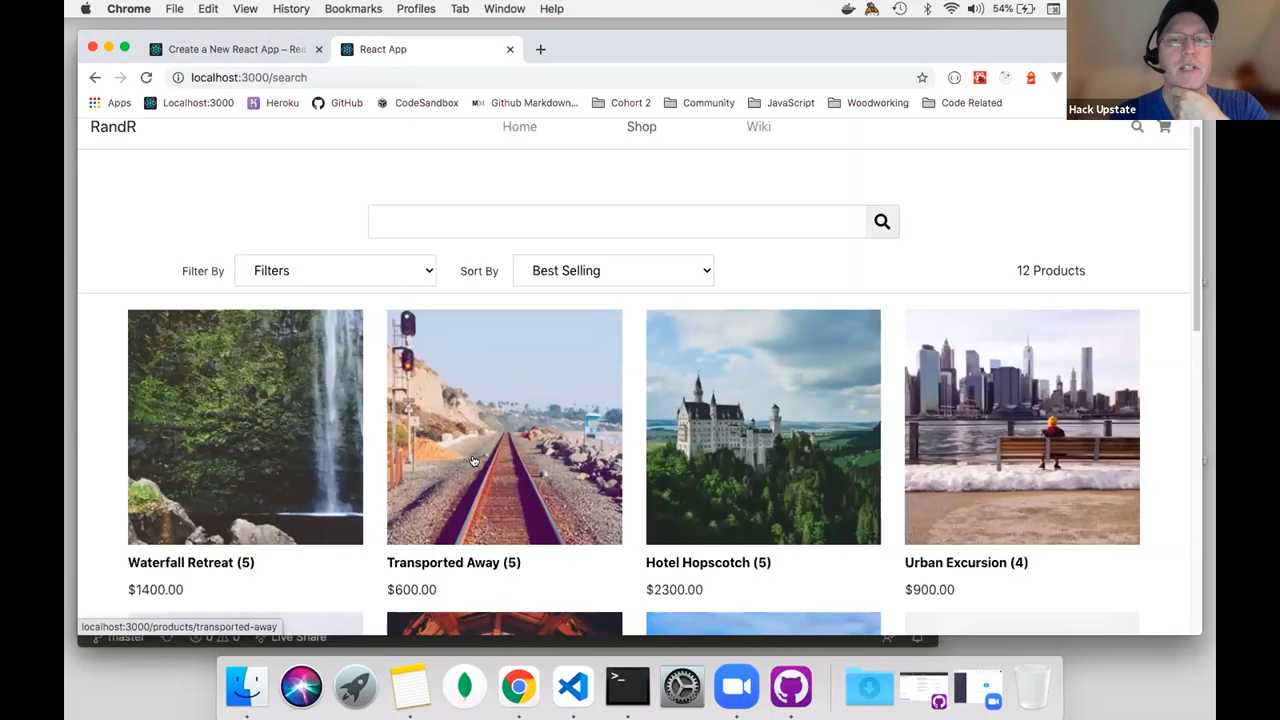 Chrome File Edit View History Bookmarks Profiles Tab Window Help 54%
Create a New React App – Rea
React App
localhost:3000/search
Apps Localhost:3000 Heroku GitHub CodeSandbox Github Markdown... Cohort 2 Community JavaScript Woodworking Code Related
Hack Upstate
RandR Home Shop Wiki
Filter By Filters Sort By Best Selling 12 Products
Waterfall Retreat (5)
$1400.00
Transported Away (5)
$600.00
Hotel Hopscotch (5)
$2300.00
Urban Excursion (4)
$900.00
localhost:3000/products/transported-away
master 0 0 Live Share